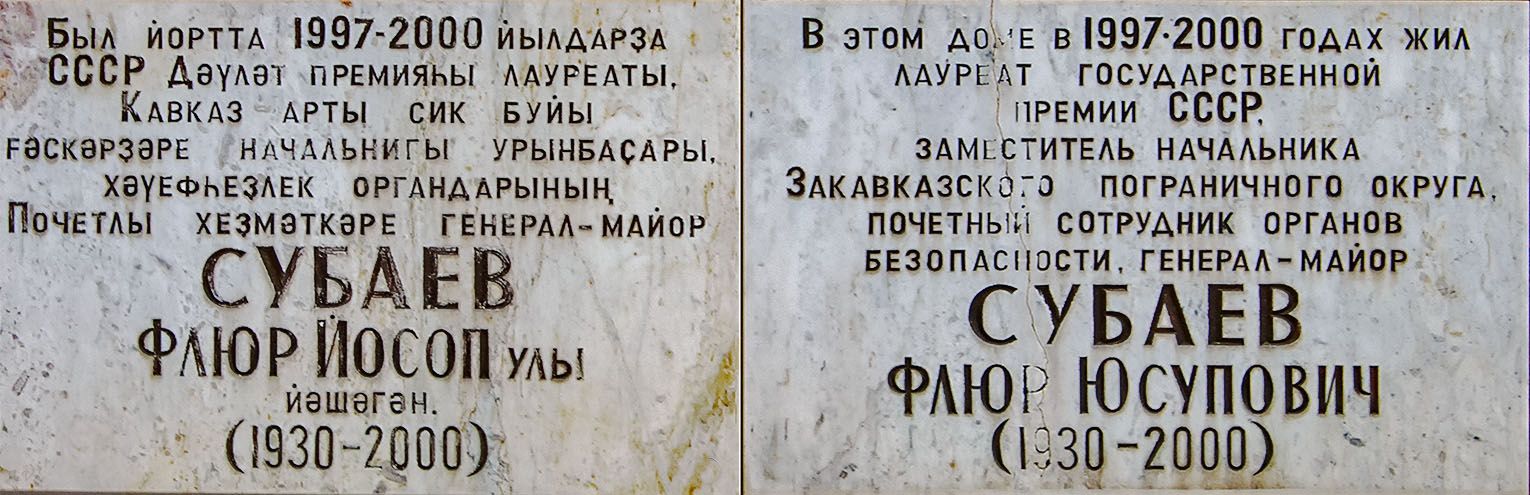 Был йортта 1997-2000 йылдарҙа
СССР Дәүләт премияһы лауреаты,
Кавказ арты сик буйы
ғәскәрҙәре начальнигы урынбаҫары,
хәүефһеҙлек органдарының
Почетлы хеҙмәткәре генерал-майор
СУБАЕВ
Флюр Йосоп улы
йәшәгән.
(1930-2000)
В этом доме в 1997-2000 годах жил
лауреат государственной
премии СССР,
заместитель начальника
Закавказского пограничного округа,
почетный сотрудник органов
безопасности, генерал-майор
СУБАЕВ
Флюр Юсупович
(1930-2000)